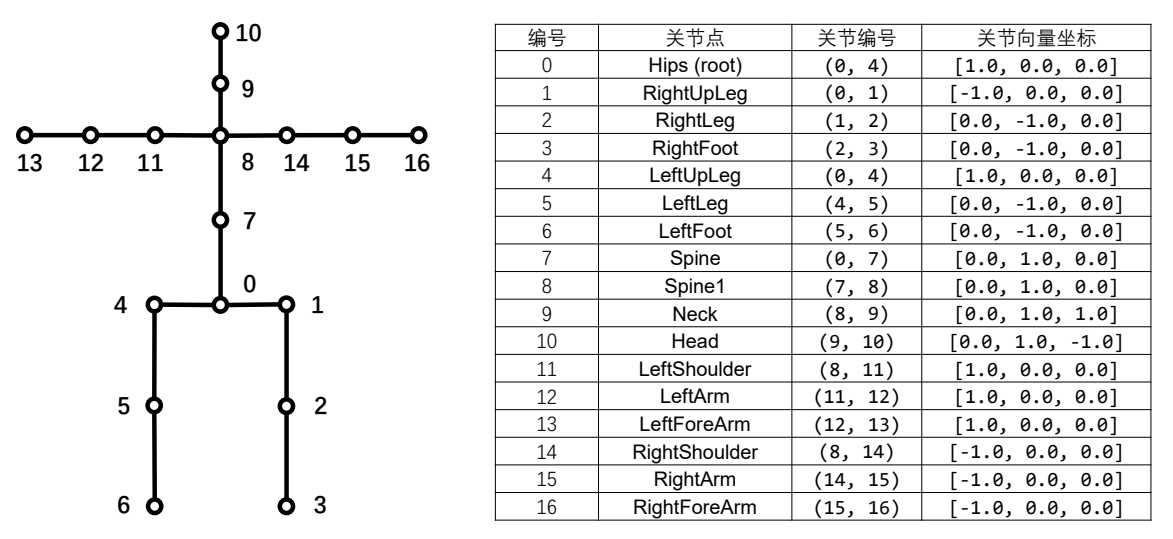 10
9
13 12 11 8 14 15 16
7
0
4 1
5 2
6 3
编号 关节点 关节编号 关节向量坐标
0 Hips (root) (0, 4) [1.0, 0.0, 0.0]
1 RightUpLeg (0, 1) [-1.0, 0.0, 0.0]
2 RightLeg (1, 2) [0.0, -1.0, 0.0]
3 RightFoot (2, 3) [0.0, -1.0, 0.0]
4 LeftUpLeg (0, 4) [1.0, 0.0, 0.0]
5 LeftLeg (4, 5) [0.0, -1.0, 0.0]
6 LeftFoot (5, 6) [0.0, -1.0, 0.0]
7 Spine (0, 7) [0.0, 1.0, 0.0]
8 Spine1 (7, 8) [0.0, 1.0, 0.0]
9 Neck (8, 9) [0.0, 1.0, 1.0]
10 Head (9, 10) [0.0, 1.0, -1.0]
11 LeftShoulder (8, 11) [1.0, 0.0, 0.0]
12 LeftArm (11, 12) [1.0, 0.0, 0.0]
13 LeftForeArm (12, 13) [1.0, 0.0, 0.0]
14 RightShoulder (8, 14) [-1.0, 0.0, 0.0]
15 RightArm (14, 15) [-1.0, 0.0, 0.0]
16 RightForeArm (15, 16) [-1.0, 0.0, 0.0]